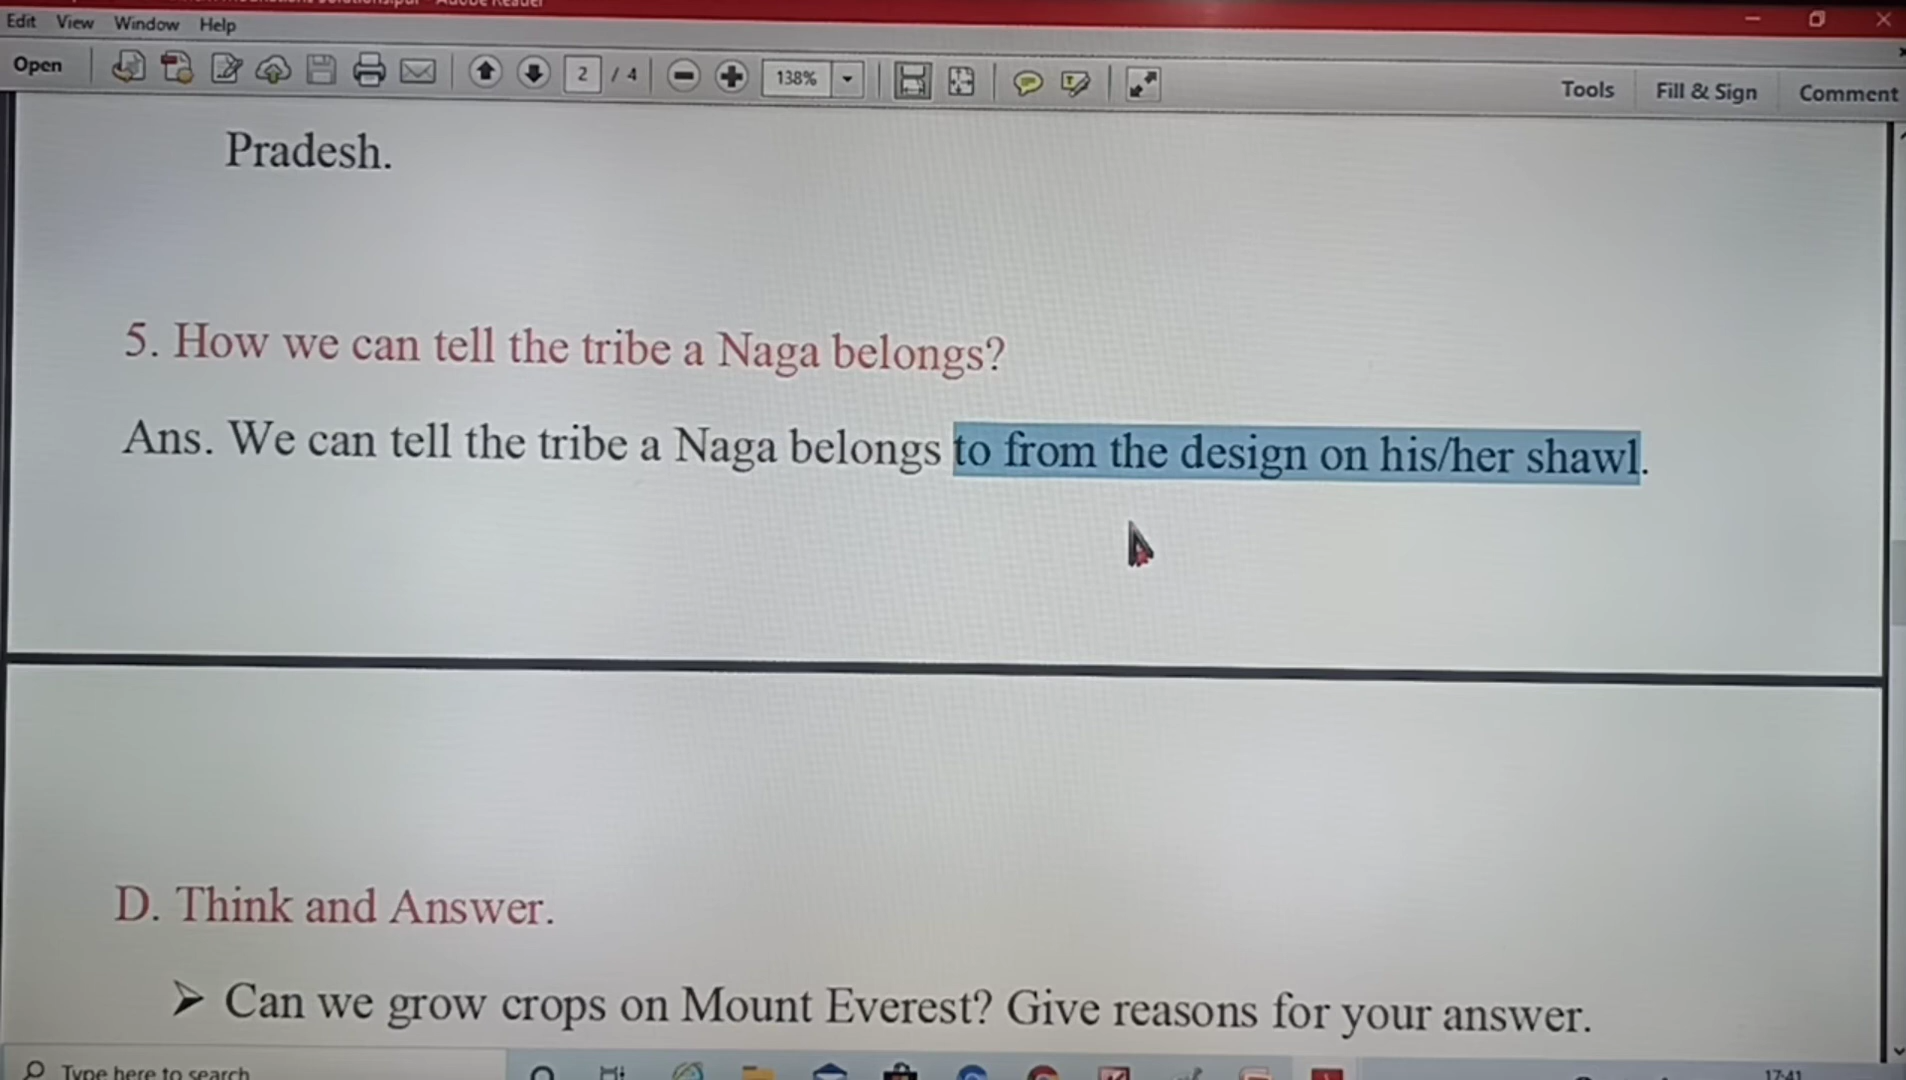 Edit View Window Help
Open 2 / 4 138% Tools Fill & Sign Comment
Pradesh.
5. How we can tell the tribe a Naga belongs?
Ans. We can tell the tribe a Naga belongs to from the design on his/her shawl.
D. Think and Answer.
➤ Can we grow crops on Mount Everest? Give reasons for your answer.
Type here to search 17:41